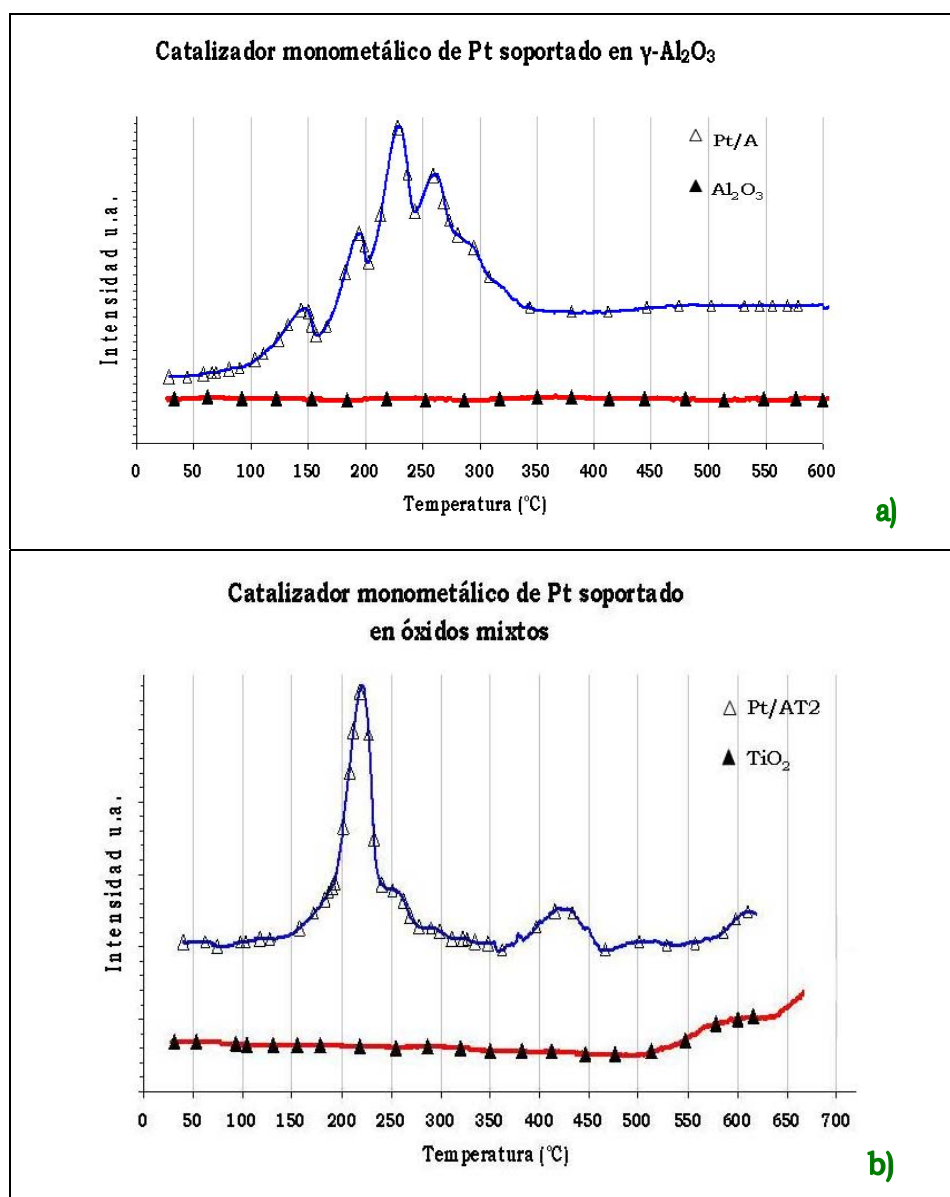 Catalizador monometálico de Pt soportado en γ-Al₂O₃
Intensidad u.a.
Pt/A
Al₂O₃
0 50 100 150 200 250 300 350 400 450 500 550 600
Temperatura (°C)
a)
Catalizador monometálico de Pt soportado
en óxidos mixtos
Intensidad u.a.
Pt/AT2
TiO₂
0 50 100 150 200 250 300 350 400 450 500 550 600 650 700
Temperatura (°C)
b)